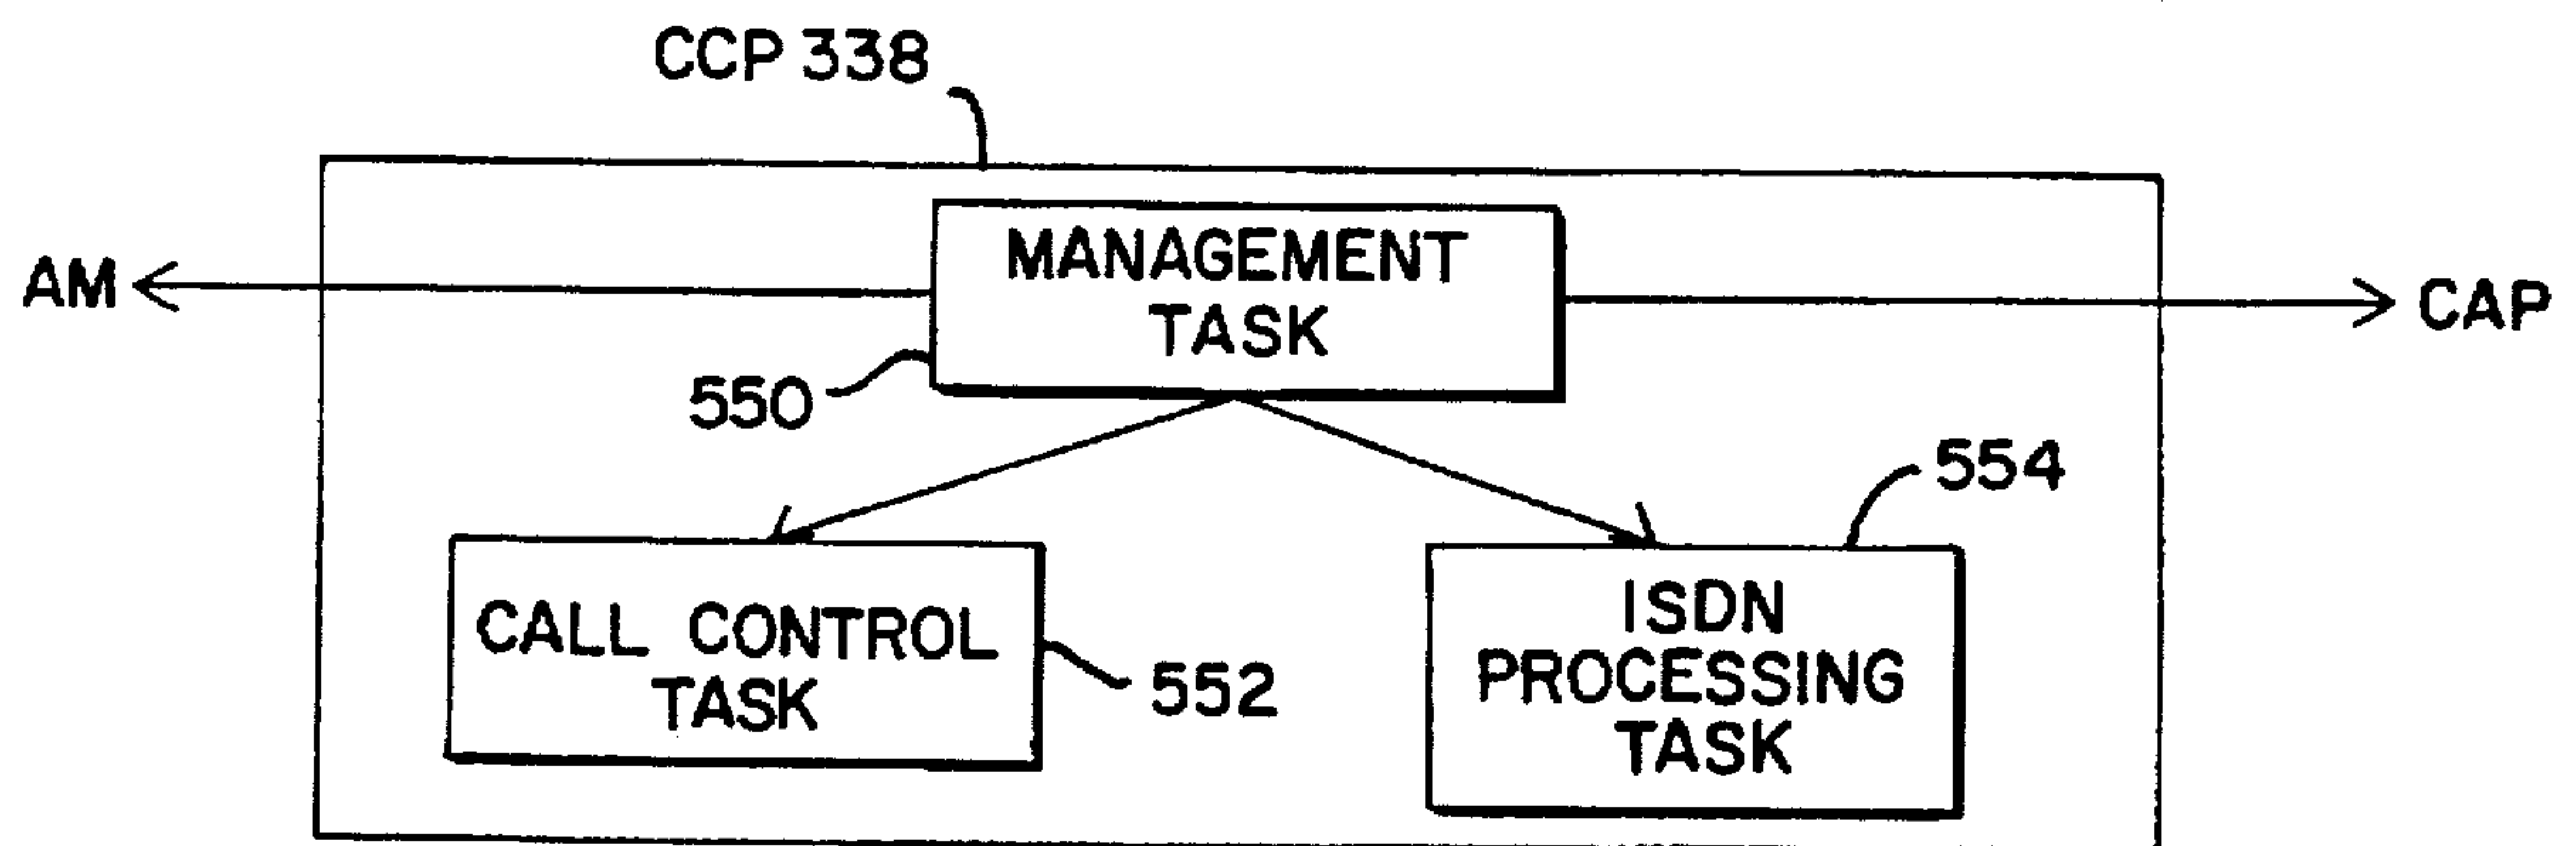 CCP 338
MANAGEMENT
TASK
AM
CAP
550
554
CALL CONTROL
TASK
552
ISDN
PROCESSING
TASK